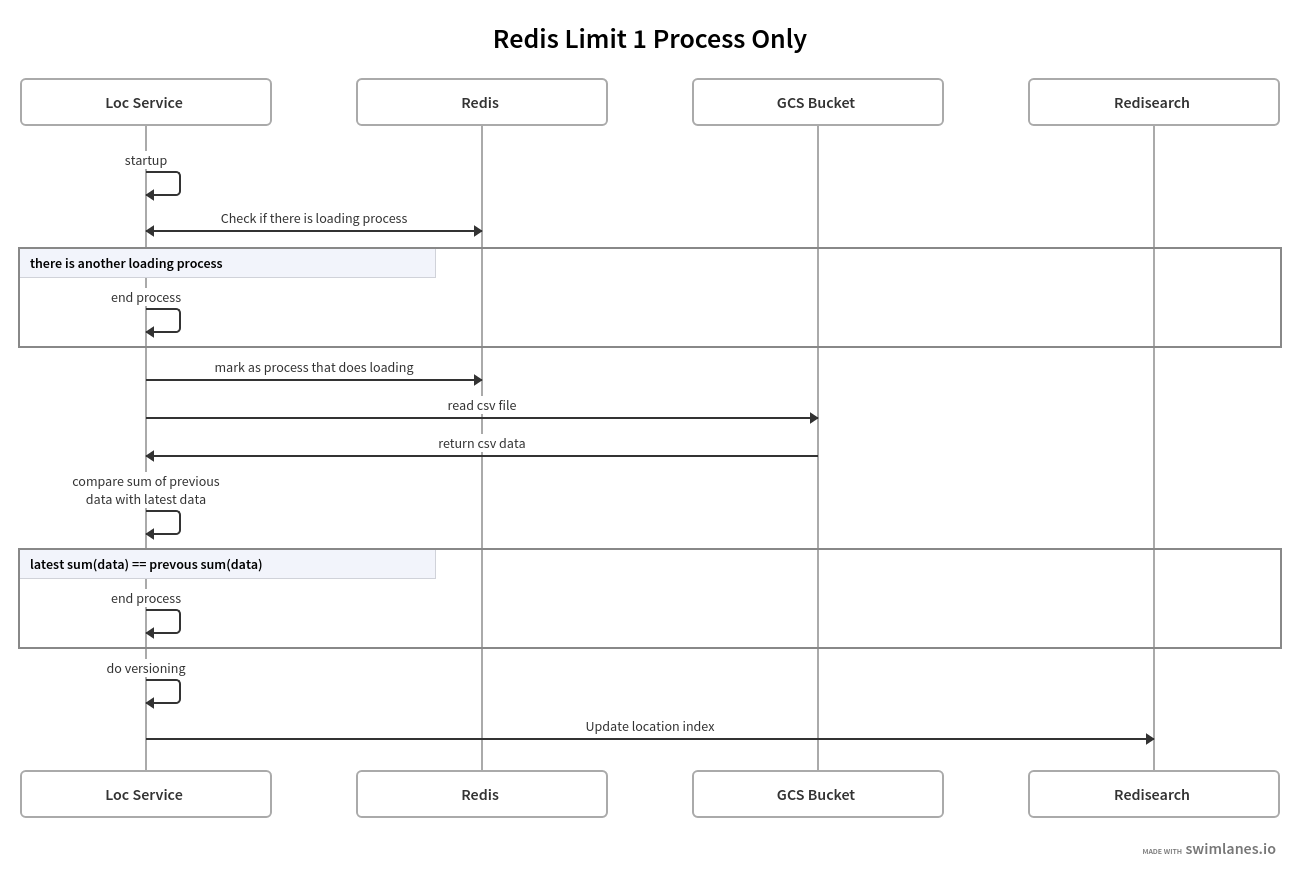 Redis Limit 1 Process Only
Loc Service
Redis
GCS Bucket
Redisearch
startup
Check if there is loading process
there is another loading process
end process
mark as process that does loading
read csv file
return csv data
compare sum of previous
data with latest data
latest sum(data) == prevous sum(data)
end process
do versioning
Update location index
Loc Service
Redis
GCS Bucket
Redisearch
MADE WITH swimlanes.io